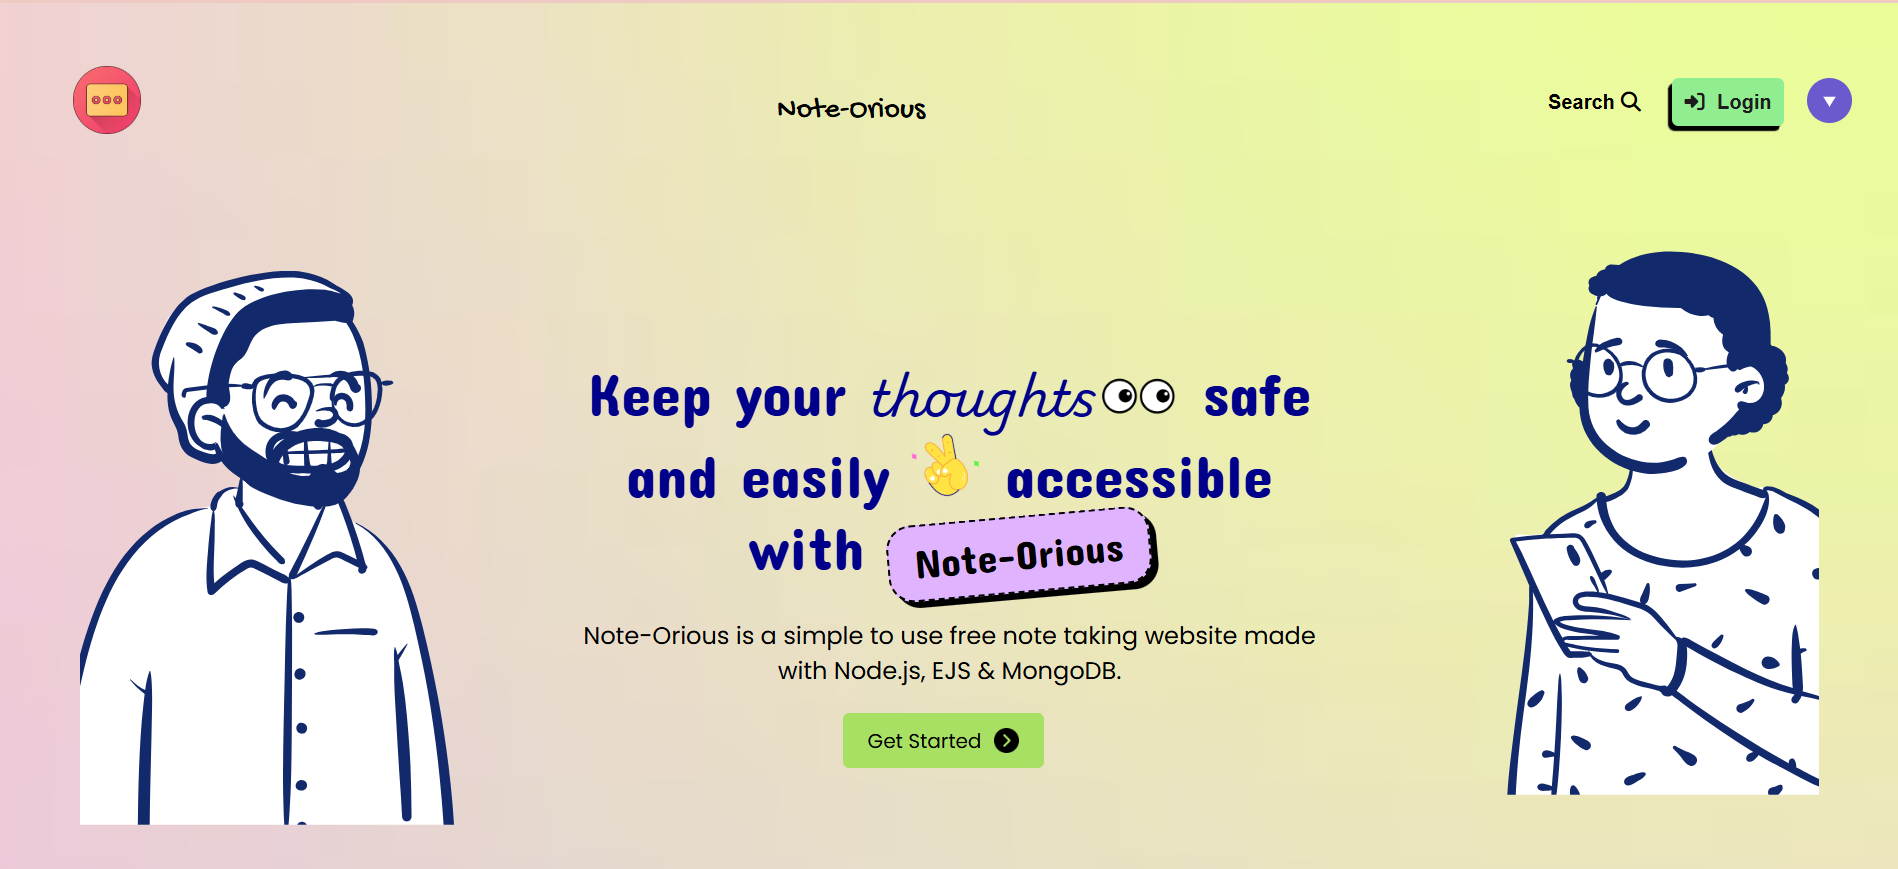 Note-Orious
Search
Login
Keep your thoughts safe
and easily accessible
with Note-Orious
Note-Orious is a simple to use free note taking website made
with Node.js, EJS & MongoDB.
Get Started